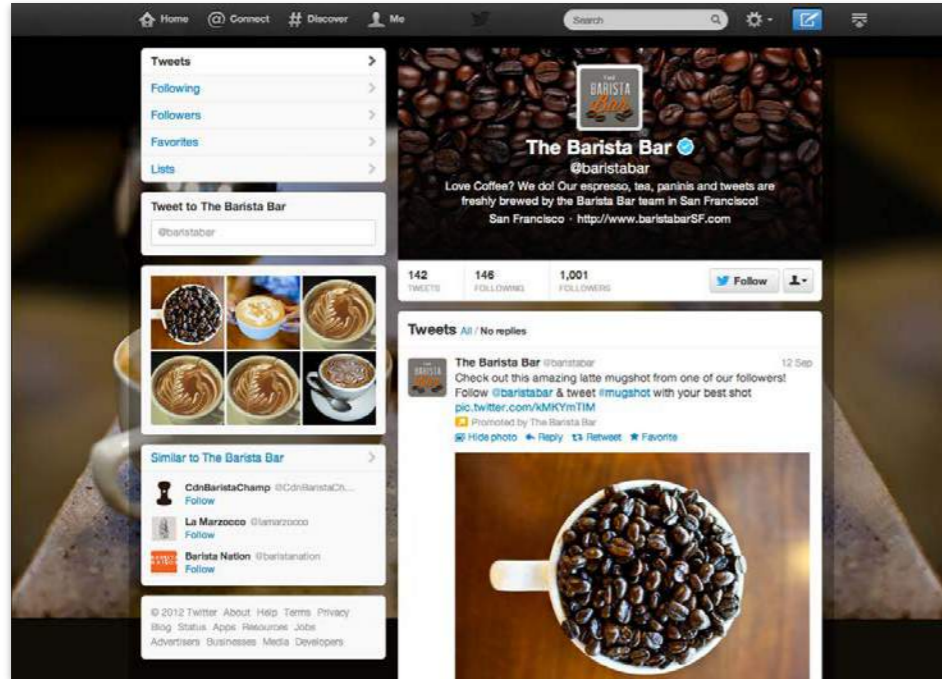 Home @ Connect # Discover Me Search
Tweets
Following
Followers
Favorites
Lists
Tweet to The Barista Bar
@baristabar
Similar to The Barista Bar
CdnBaristaChamp @CdnBaristaCh...
Follow
La Marzocco @lamarzocco
Follow
Barista Nation @baristanation
Follow
© 2012 Twitter About Help Terms Privacy
Blog Status Apps Resources Jobs
Advertisers Businesses Media Developers
THE
BARISTA
Bar
The Barista Bar
@baristabar
Love Coffee? We do! Our espresso, tea, paninis and tweets are
freshly brewed by the Barista Bar team in San Francisco!
San Francisco · http://www.baristabarSF.com
142 146 1,001
TWEETS FOLLOWING FOLLOWERS
Follow
Tweets All / No replies
BARISTA
The Barista Bar @baristabar 12 Sep
Check out this amazing latte mugshot from one of our followers!
Follow @baristabar & tweet #mugshot with your best shot
pic.twitter.com/kMKYmTIM
Promoted by The Barista Bar
Hide photo Reply Retweet Favorite